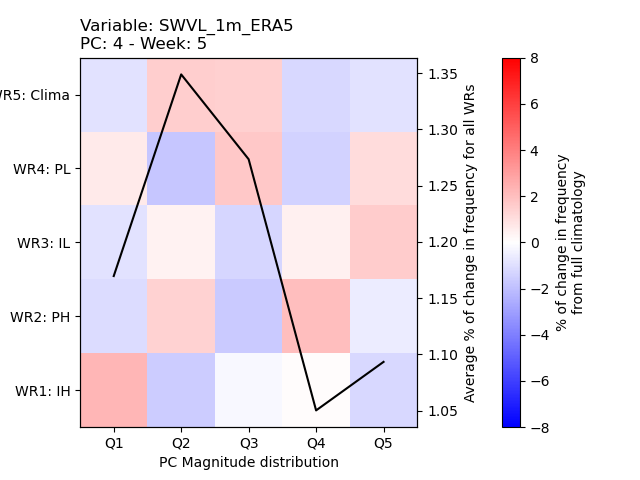 Variable: SWVL_1m_ERA5
PC: 4 - Week: 5
WR5: Clima
WR4: PL
WR3: IL
WR2: PH
WR1: IH
Q1 Q2 Q3 Q4 Q5
PC Magnitude distribution
1.35
1.30
1.25
1.20
1.15
1.10
1.05
Average % of change in frequency for all WRs
8
6
4
2
0
−2
−4
−6
−8
% of change in frequency
from full climatology